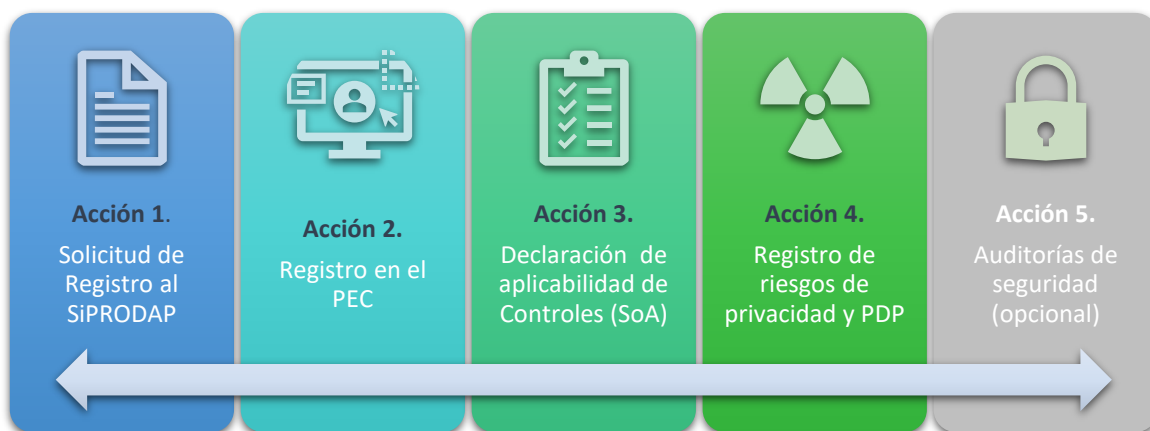 Acción 1.
Solicitud de
Registro al
SiPRODAP
Acción 2.
Registro en el
PEC
Acción 3.
Declaración de
aplicabilidad de
Controles (SoA)
Acción 4.
Registro de
riesgos de
privacidad y PDP
Acción 5.
Auditorías de
seguridad
(opcional)